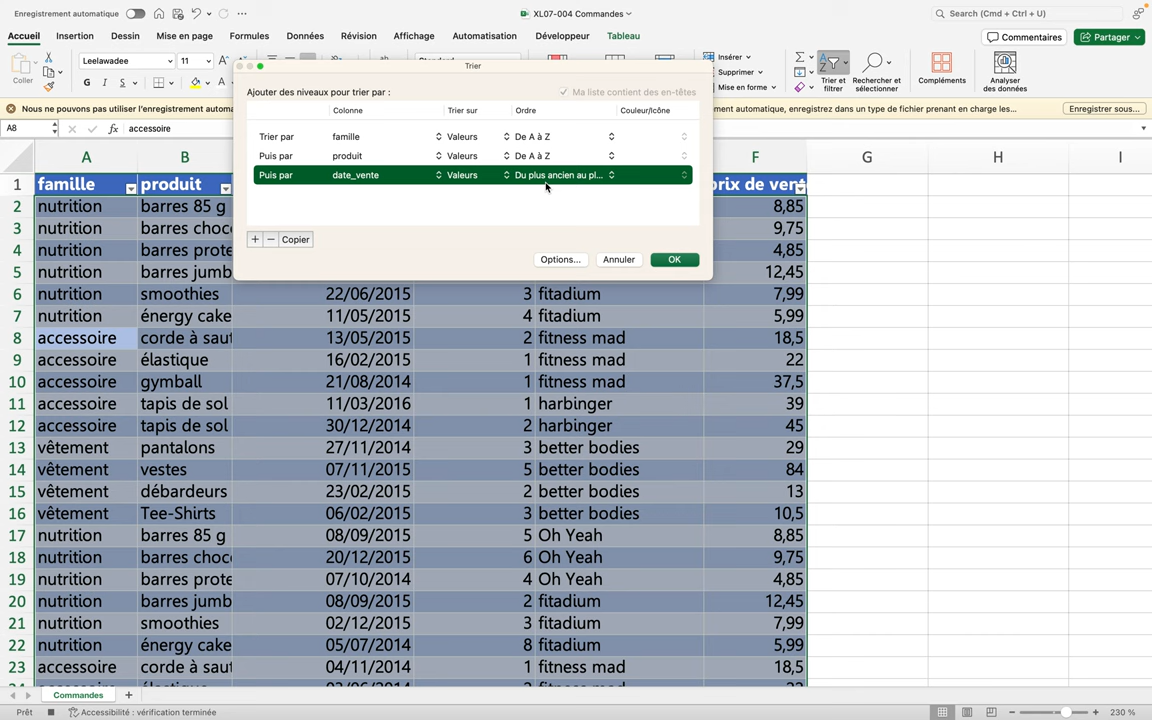 Enregistrement automatique
XL07-004 Commandes
Search (Cmd + Ctrl + U)
Accueil Insertion Dessin Mise en page Formules Données Révision Affichage Automatisation Développeur Tableau
Commentaires Partager
Coller
Leelawadee 11
G I S
Insérer
Supprimer
Mise en forme
Trier et filtrer
Rechercher et sélectionner
Compléments
Analyse des données
Nous ne pouvons pas utiliser l'enregistrement automa
ment automatique, enregistrez dans un type de fichier prenant en charge les...
Enregistrer sous...
A8 fx accessoire
Trier
Ajouter des niveaux pour trier par :
Ma liste contient des en-têtes
Colonne Trier sur Ordre Couleur/Icône
Trier par famille Valeurs De A à Z
Puis par produit Valeurs De A à Z
Puis par date_vente Valeurs Du plus ancien au pl...
+ − Copier
Options... Annuler OK
A B F G H I
1 famille produit prix de vent
2 nutrition barres 85 g 8,85
3 nutrition barres choc 9,75
4 nutrition barres prote 4,85
5 nutrition barres jumb 12,45
6 nutrition smoothies 22/06/2015 3 fitadium 7,99
7 nutrition énergy cake 11/05/2015 4 fitadium 5,99
8 accessoire corde à saut 13/05/2015 2 fitness mad 18,5
9 accessoire élastique 16/02/2015 1 fitness mad 22
10 accessoire gymball 21/08/2014 1 fitness mad 37,5
11 accessoire tapis de sol 11/03/2016 1 harbinger 39
12 accessoire tapis de sol 30/12/2014 2 harbinger 45
13 vêtement pantalons 27/11/2014 3 better bodies 29
14 vêtement vestes 07/11/2015 5 better bodies 84
15 vêtement débardeurs 23/02/2015 2 better bodies 13
16 vêtement Tee-Shirts 06/02/2015 3 better bodies 10,5
17 nutrition barres 85 g 08/09/2015 5 Oh Yeah 8,85
18 nutrition barres choc 20/12/2015 6 Oh Yeah 9,75
19 nutrition barres prote 07/10/2014 4 Oh Yeah 4,85
20 nutrition barres jumb 08/09/2015 2 fitadium 12,45
21 nutrition smoothies 02/12/2015 3 fitadium 7,99
22 nutrition énergy cake 05/07/2014 8 fitadium 5,99
23 accessoire corde à saut 04/11/2014 1 fitness mad 18,5
Commandes +
Prêt Accessibilité : vérification terminée 230 %